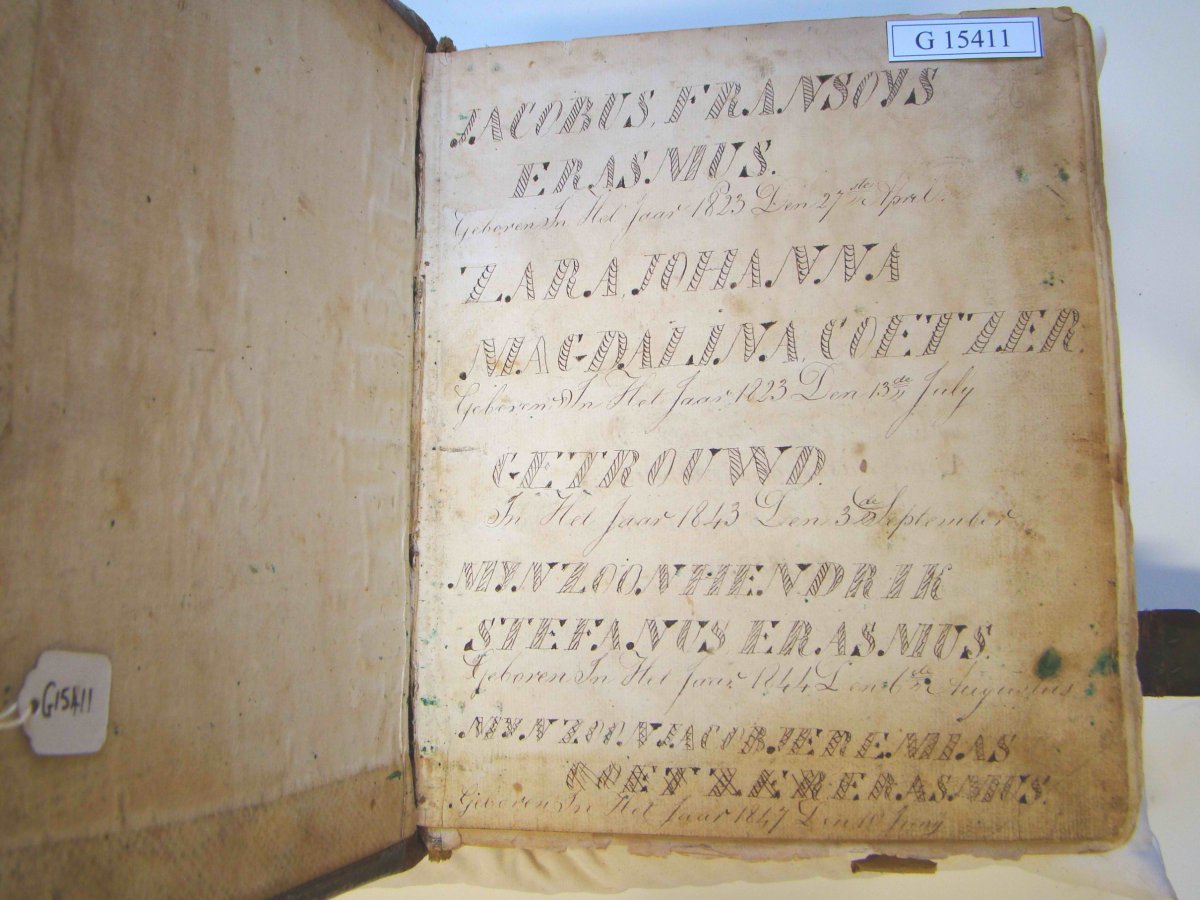 G 15411
JACOBUS, FRANSOYS
ERASMUS.
Geboren In Het Jaar 1823 Den 27de April.
ZARA, JOHANNA
MAGDALINA, COETZER.
Geboren In Het Jaar 1823 Den 13de July
GETROUWD.
In Het Jaar 1843 Den 3de September
MYN ZOON HENDRIK
STEFANUS ERASMUS.
Geboren In Het Jaar 1844 Den 6de Augustus
MYN ZOON JACOB JEREMIAS
ERASMUS.
Geboren In Het Jaar 1847 Den Juny
G15411